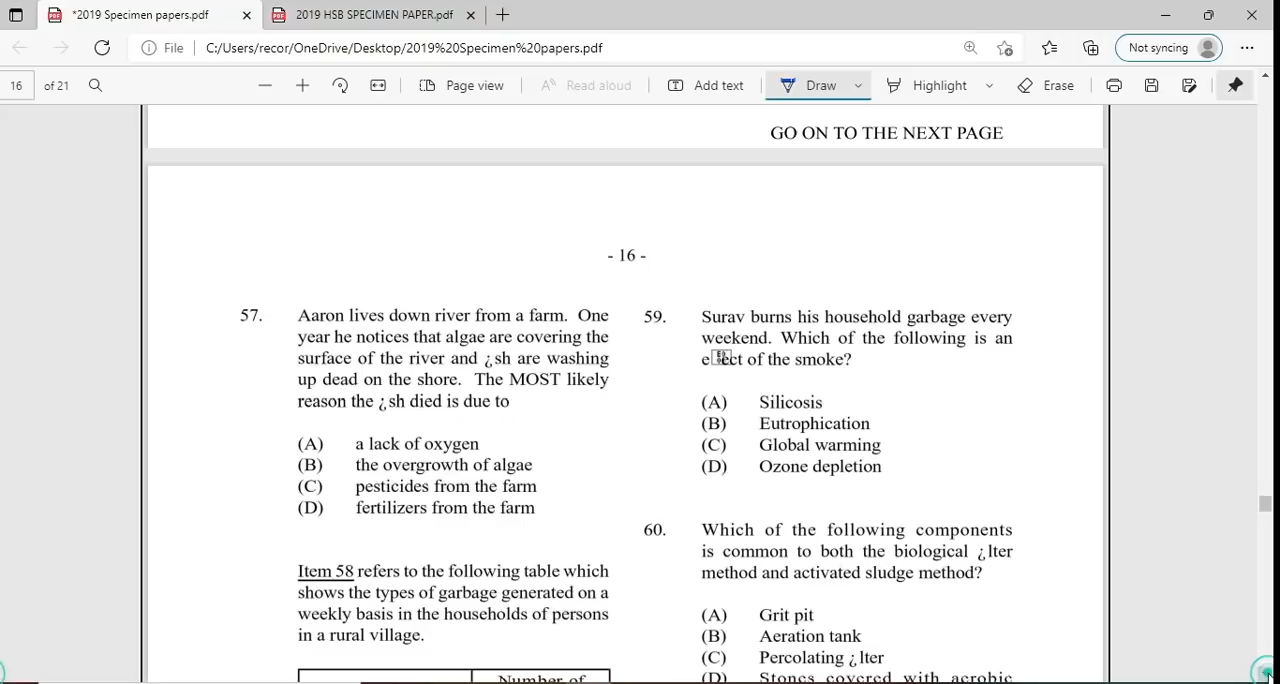 *2019 Specimen papers.pdf
2019 HSB SPECIMEN PAPER.pdf
File
C:/Users/recor/OneDrive/Desktop/2019%20Specimen%20papers.pdf
Not syncing
16 of 21
Page view
Read aloud
Add text
Draw
Highlight
Erase
GO ON TO THE NEXT PAGE
- 16 -
57. Aaron lives down river from a farm. One
year he notices that algae are covering the
surface of the river and ¿sh are washing
up dead on the shore. The MOST likely
reason the ¿sh died is due to
(A) a lack of oxygen
(B) the overgrowth of algae
(C) pesticides from the farm
(D) fertilizers from the farm
Item 58 refers to the following table which
shows the types of garbage generated on a
weekly basis in the households of persons
in a rural village.
Number of
59. Surav burns his household garbage every
weekend. Which of the following is an
of the smoke?
(A) Silicosis
(B) Eutrophication
(C) Global warming
(D) Ozone depletion
60. Which of the following components
is common to both the biological ¿lter
method and activated sludge method?
(A) Grit pit
(B) Aeration tank
(C) Percolating ¿lter
(D) Stones covered with aerobic